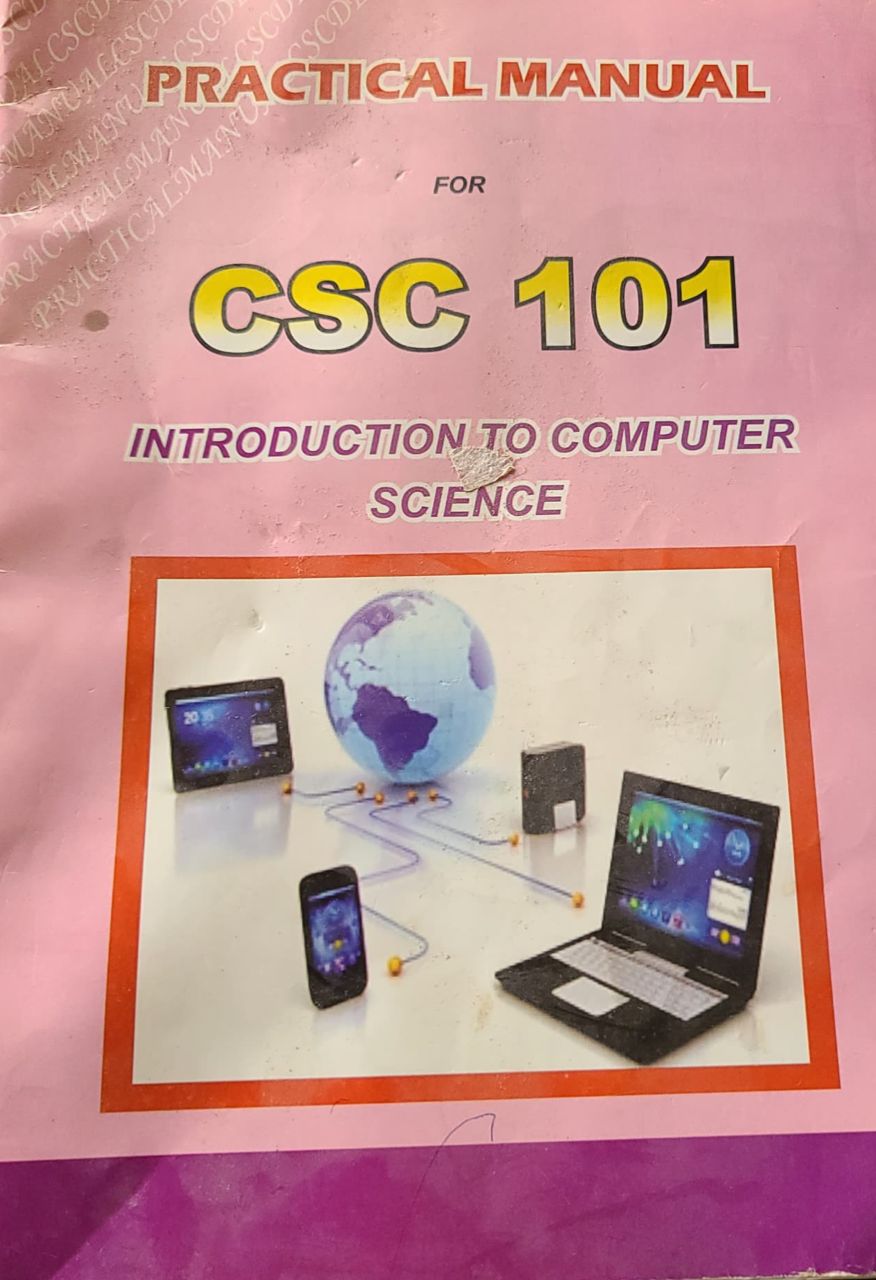 PRACTICAL MANUAL
FOR
CSC 101
INTRODUCTION TO COMPUTER
SCIENCE